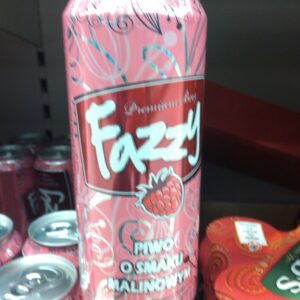 Premium Beer
Fazzy
PIWO
O SMAKU
MALINOWYM